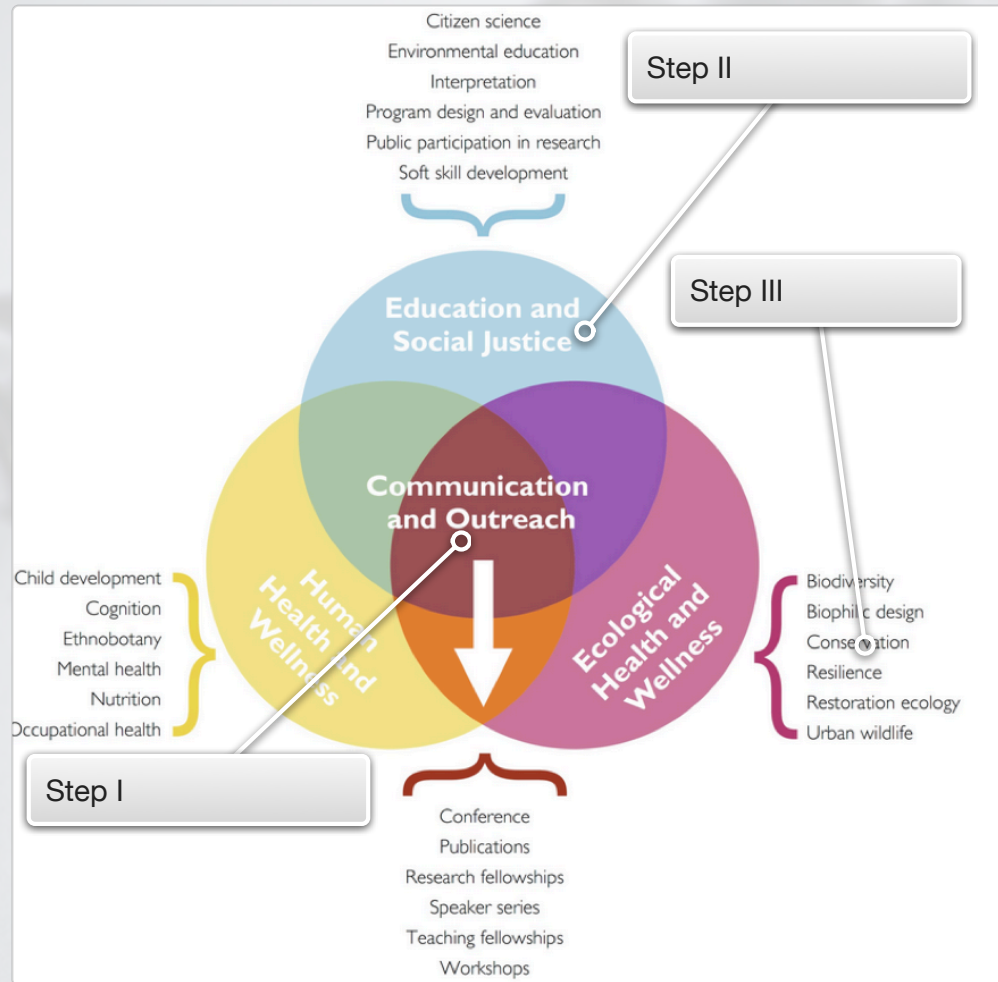 Citizen science
Environmental education
Interpretation
Program design and evaluation
Public participation in research
Soft skill development
Step II
Step III
Education and
Social Justice
Communication
and Outreach
Human
Health and
Wellness
Ecological
Health and
Wellness
Child development
Cognition
Ethnobotany
Mental health
Nutrition
Occupational health
Biodiversity
Biophilic design
Conservation
Resilience
Restoration ecology
Urban wildlife
Step I
Conference
Publications
Research fellowships
Speaker series
Teaching fellowships
Workshops